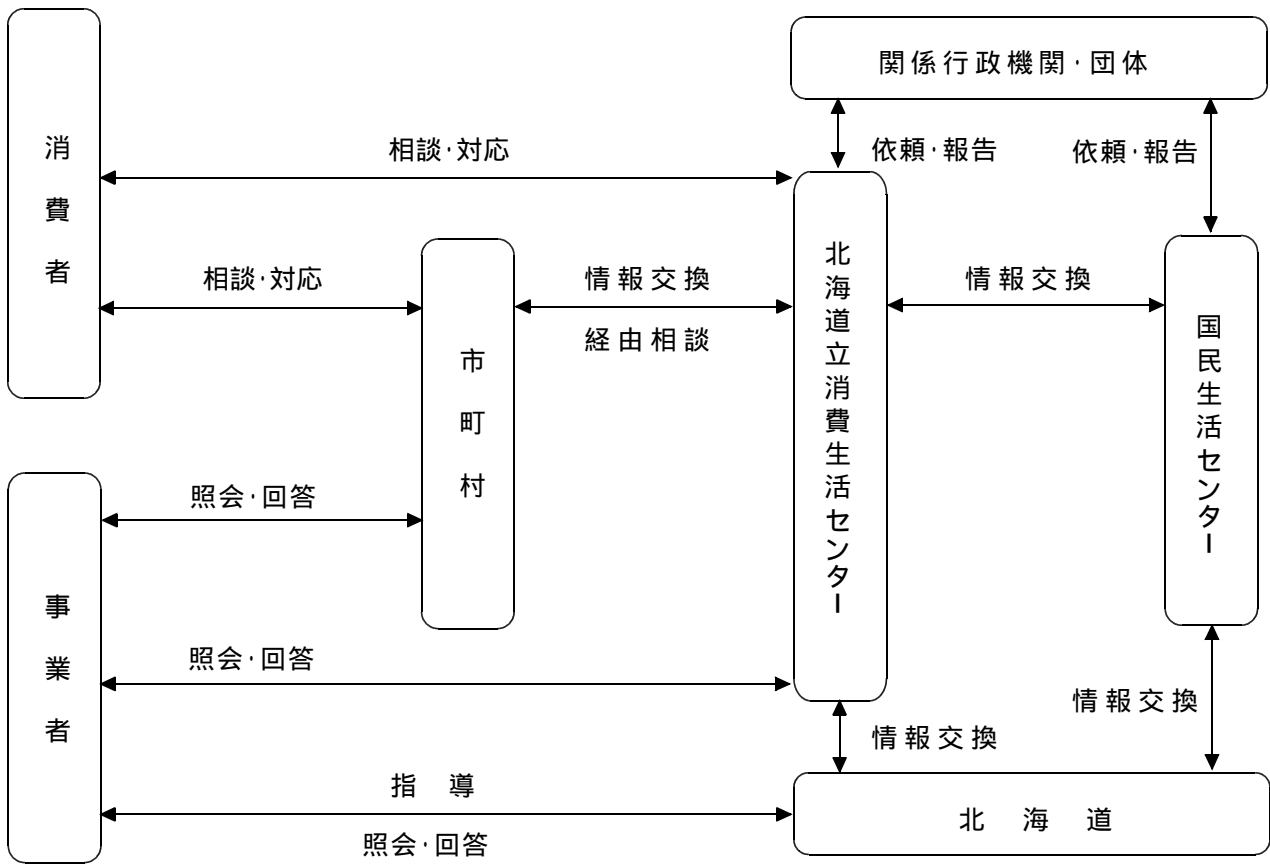 関係行政機関・団体
消費者
相談・対応
依頼・報告
依頼・報告
相談・対応
市町村
情報交換
経由相談
北海道立消費生活センター
情報交換
国民生活センター
事業者
照会・回答
照会・回答
情報交換
情報交換
指導
照会・回答
北海道